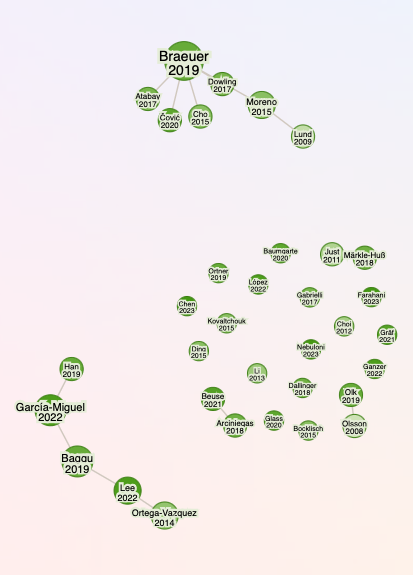 Braeuer
2019
Dowling
2017
Atabay
2017
Moreno
2015
Čović
2020
Cho
2015
Lund
2009
Baumgarte
2020
Just
2011
Märkle-Huß
2018
Ortner
2019
López
2022
Gabrielli
2017
Farahani
2023
Chen
2023
Kovaltchouk
2015
Choi
2012
Gräf
2021
Ding
2015
Nebuloni
2023
Han
2019
Li
2013
Ganzer
2022
Dallinger
2018
Olk
2019
Beuse
2021
García-Miguel
2022
Arciniegas
2018
Glass
2020
Bocklisch
2015
Olsson
2008
Baggu
2019
Lee
2022
Ortega-Vazquez
2014